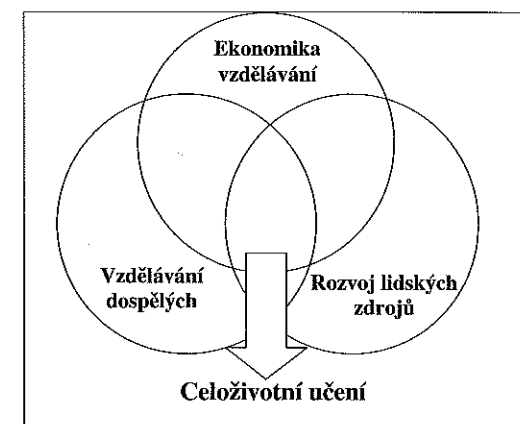 Ekonomika
vzdělávání
Vzdělávání
dospělých
Rozvoj lidských
zdrojů
Celoživotní učení